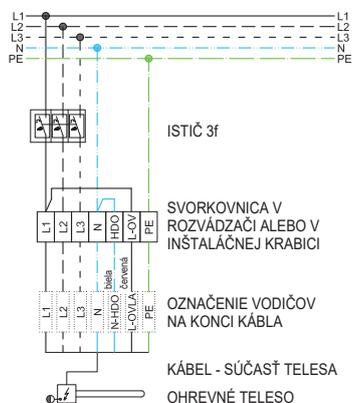 L1 L1
L2 L2
L3 L3
N N
PE PE
ISTIČ 3f
SVORKOVNICA V
ROZVÁDZAČI ALEBO V
INŠTALÁČNEJ KRABICI
L1 L2 L3 N HDO L-OV PE
biela
červená
OZNAČENIE VODIČOV
NA KONCI KÁBLA
L1 L2 L3 N N-HDO L-OVLA PE
KÁBEL - SÚČASŤ TELESA
OHREVNÉ TELESO